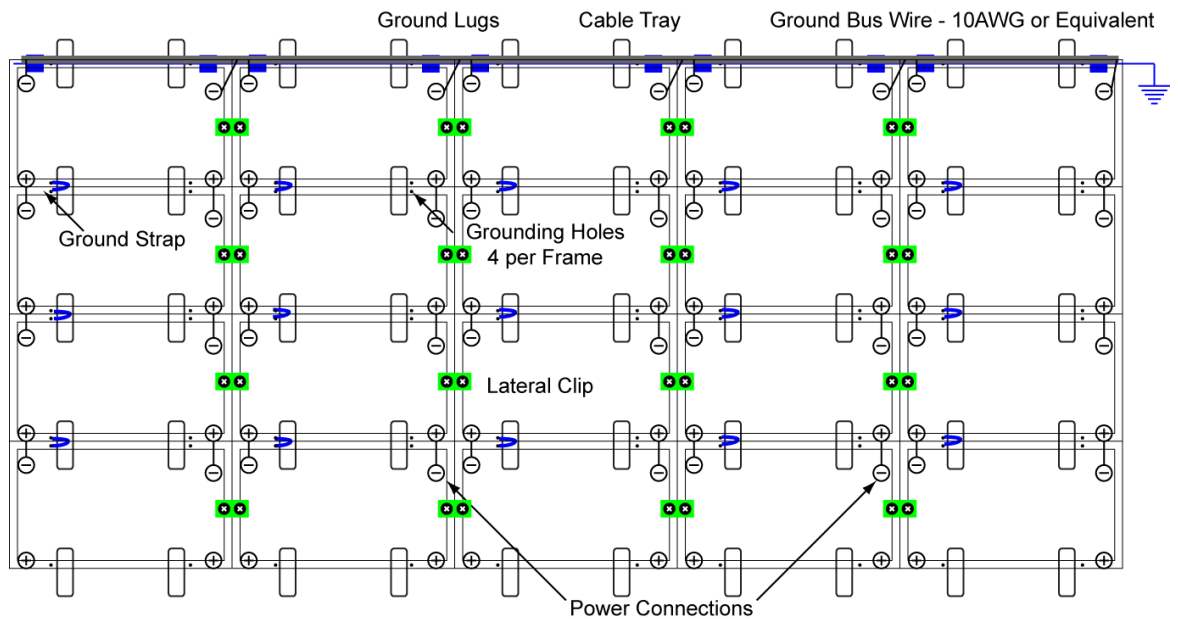 Ground Lugs
Cable Tray
Ground Bus Wire - 10AWG or Equivalent
Ground Strap
Grounding Holes
4 per Frame
Lateral Clip
Power Connections